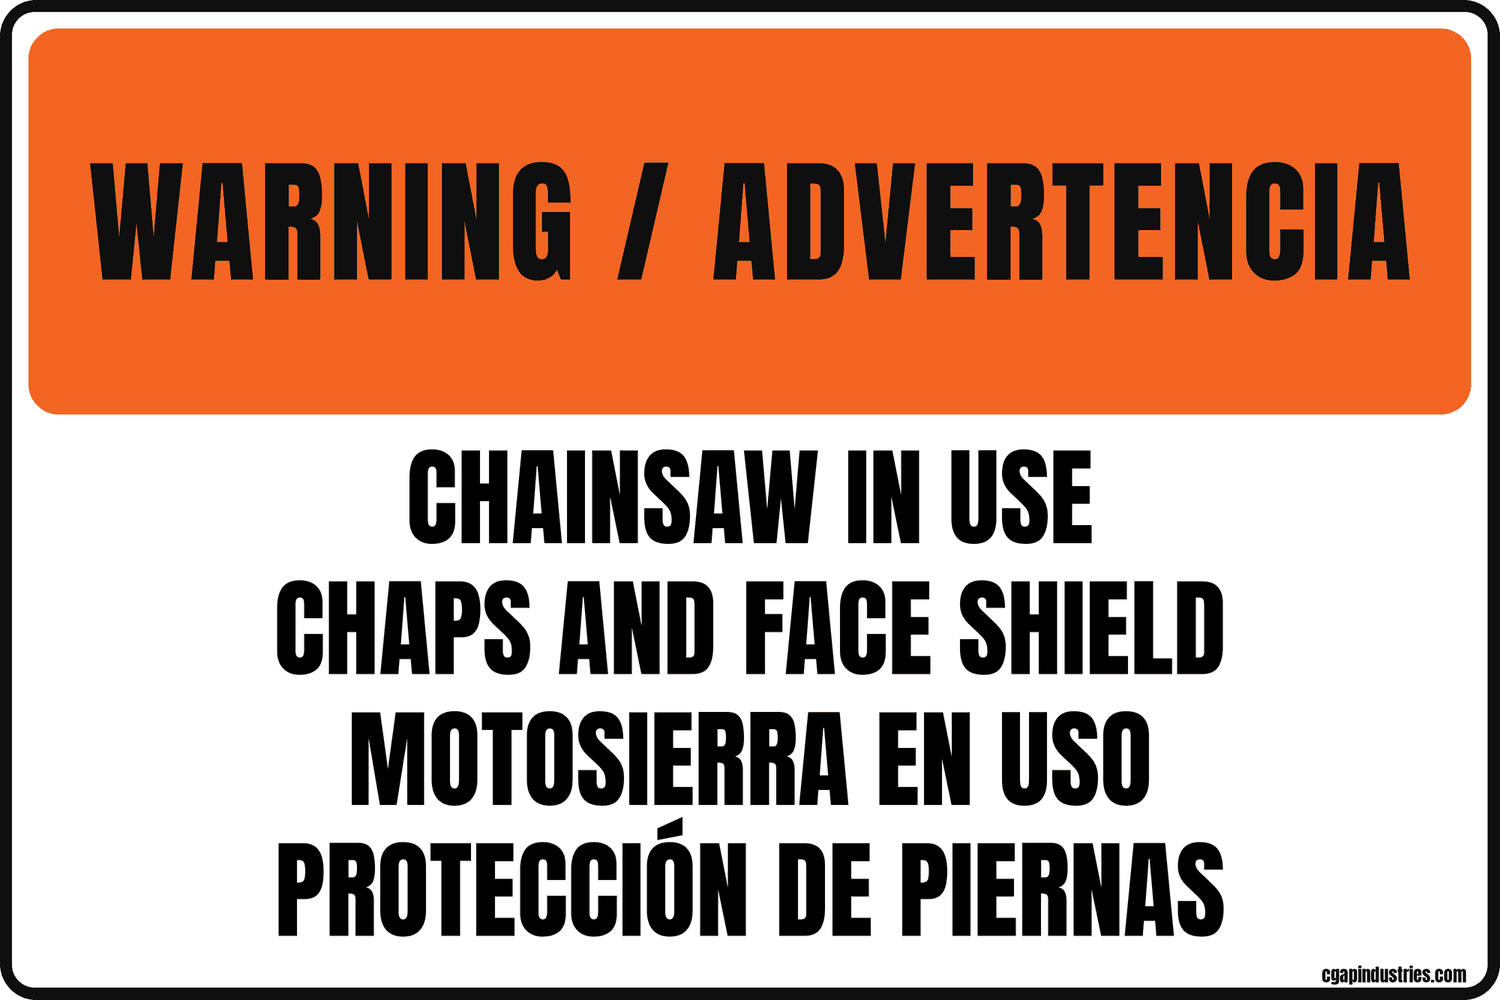 WARNING / ADVERTENCIA
CHAINSAW IN USE
CHAPS AND FACE SHIELD
MOTOSIERRA EN USO
PROTECCIÓN DE PIERNAS
cgapindustries.com